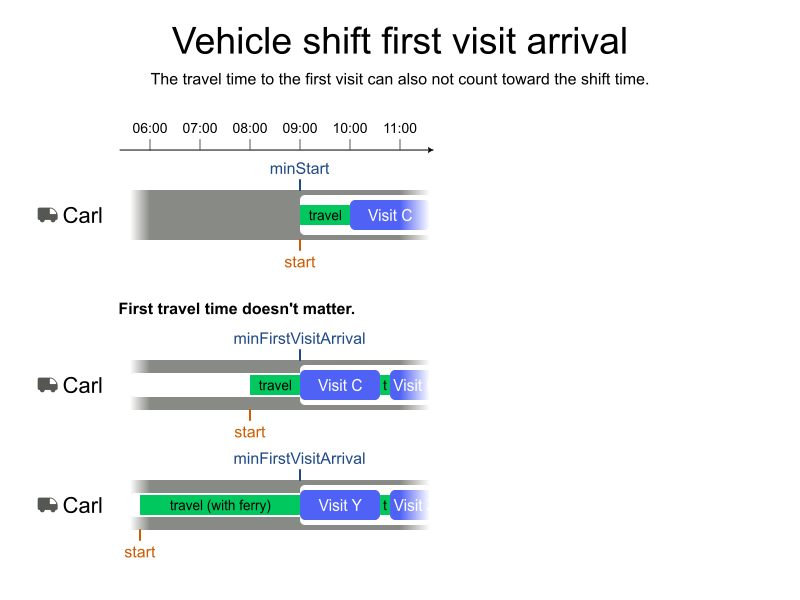 Vehicle shift first visit arrival
The travel time to the first visit can also not count toward the shift time.
06:00 07:00 08:00 09:00 10:00 11:00
minStart
Carl travel Visit C
start
First travel time doesn't matter.
minFirstVisitArrival
Carl travel Visit C t Visit
start
minFirstVisitArrival
Carl travel (with ferry) Visit Y t Visit
start